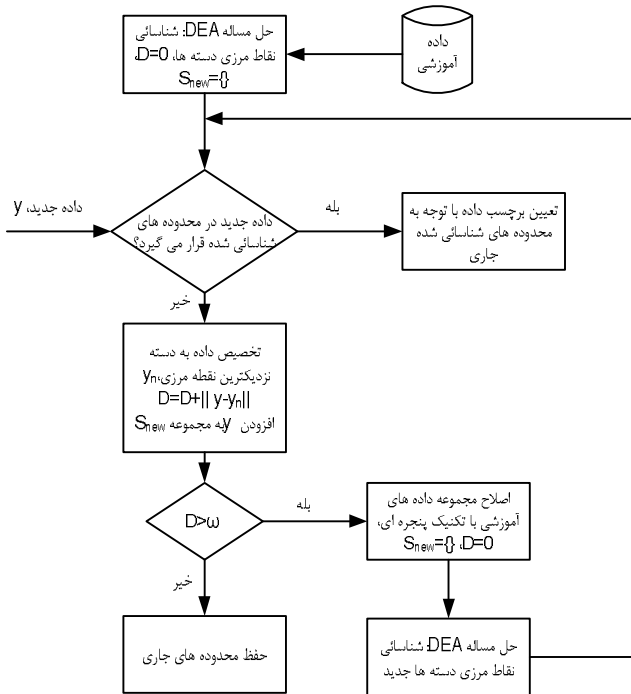 حل مساله DEA: شناسائی
نقاط مرزی دسته ها، D=0،
Snew={}
داده
آموزشی
داده جدید، y
داده جدید در محدوده های
شناسائی شده قرار می گیرد؟
بله
تعیین برچسب داده با توجه به
محدوده های شناسائی شده
جاری
خیر
تخصیص داده به دسته
نزدیکترین نقطه مرزی، yn
D=D+|| y-yn||
افزودن y به مجموعه Snew
D>ω
بله
اصلاح مجموعه داده های
آموزشی با تکنیک پنجره ای،
Snew={} ،D=0
خیر
حفظ محدوده های جاری
حل مساله DEA: شناسائی
نقاط مرزی دسته ها جدید